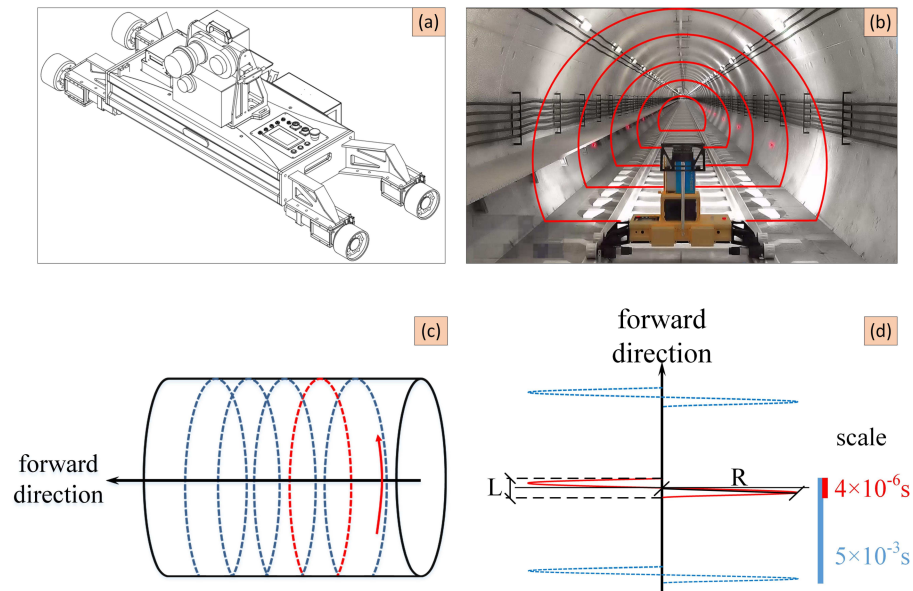 (a)
(b)
(c)
forward
direction
(d)
forward
direction
scale
L
R
4×10⁻⁶s
5×10⁻³s